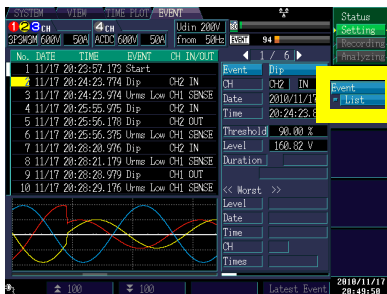 SYSTEM VIEW TIME PLOT EVENT
123CH 4CH Udin 200V
3P3W3M 600V 50A ACDC 600V 50A fnom 50Hz EVENT 94
Status
Setting
Recording
Analyzing
No. DATE TIME EVENT CH IN/OUT
1 11/17 20:23:57.173 Start
2 11/17 20:24:23.774 Dip CH2 IN
3 11/17 20:24:23.974 Urms Low CH1 SENSE
4 11/17 20:25:55.975 Dip CH2 IN
5 11/17 20:25:56.178 Dip CH2 OUT
6 11/17 20:25:56.375 Urms Low CH1 SENSE
7 11/17 20:28:20.976 Dip CH2 IN
8 11/17 20:28:21.179 Urms Low CH1 SENSE
9 11/17 20:28:28.979 Dip CH1 OUT
10 11/17 20:28:29.176 Urms Low CH1 SENSE
1 / 6
Event Dip
CH CH2 IN
Date 2010/11/17
Time 20:24:23.
Threshold 90.00 %
Level 160.82 V
Duration
<< Worst >>
Level
Date
Time
CH
Times
Event
List
100 100 Latest Event
2010/11/17
20:49:50